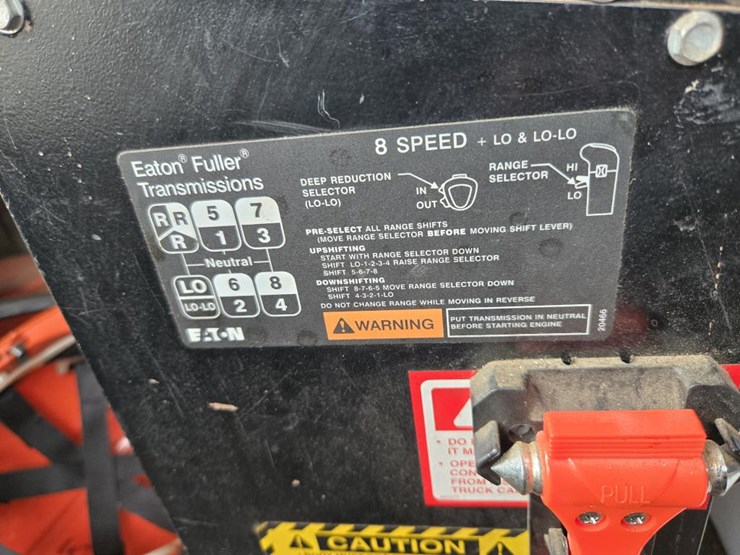 Eaton® Fuller®
Transmissions
8 SPEED + LO & LO-LO
R R 5 7
R 1 3
Neutral
LO 6 8
LO-LO 2 4
EATON
DEEP REDUCTION
SELECTOR
(LO-LO)
IN
OUT
RANGE
SELECTOR
HI
LO
PRE-SELECT ALL RANGE SHIFTS
(MOVE RANGE SELECTOR BEFORE MOVING SHIFT LEVER)
UPSHIFTING
START WITH RANGE SELECTOR DOWN
SHIFT LO-1-2-3-4 RAISE RANGE SELECTOR
SHIFT 5-6-7-8
DOWNSHIFTING
SHIFT 8-7-6-5 MOVE RANGE SELECTOR DOWN
SHIFT 4-3-2-1-LO
DO NOT CHANGE RANGE WHILE MOVING IN REVERSE
WARNING
PUT TRANSMISSION IN NEUTRAL
BEFORE STARTING ENGINE
20466
DO
IT
FROM
TRUCK
PULL
CAUTION